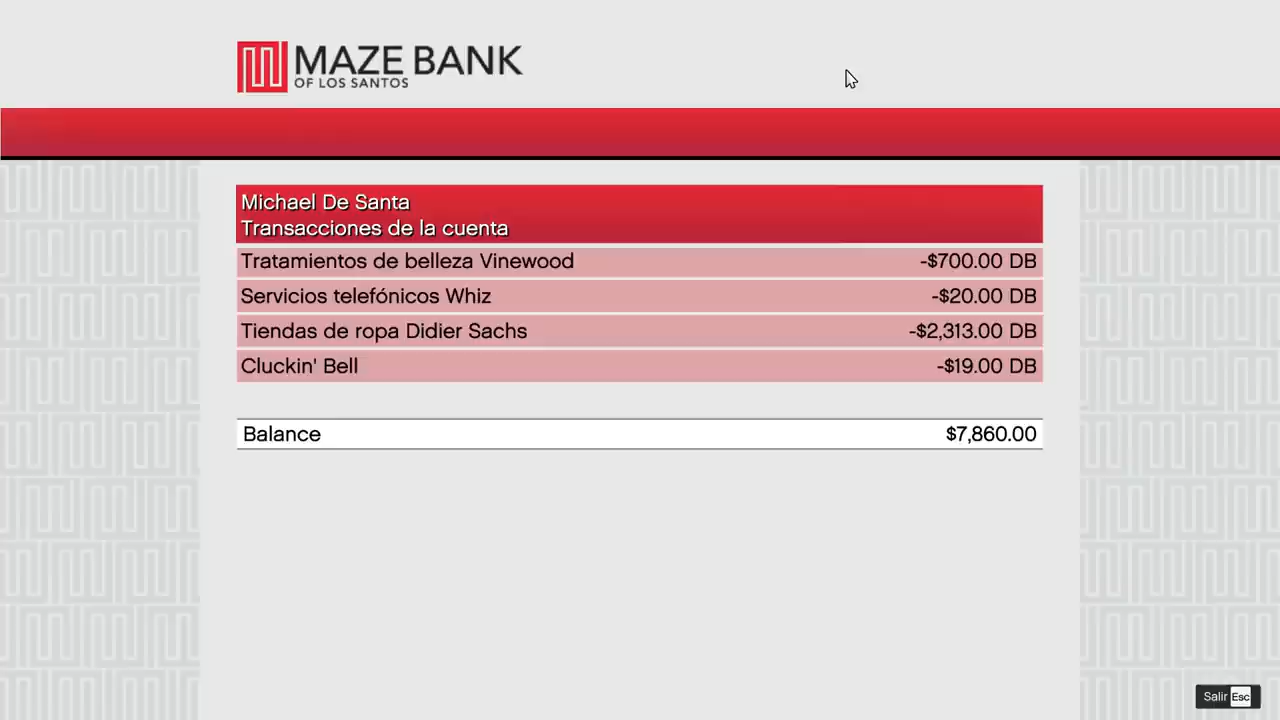 MAZE BANK
OF LOS SANTOS
Michael De Santa
Transacciones de la cuenta
Tratamientos de belleza Vinewood -$700.00 DB
Servicios telefónicos Whiz -$20.00 DB
Tiendas de ropa Didier Sachs -$2,313.00 DB
Cluckin' Bell -$19.00 DB
Balance $7,860.00
Salir Esc